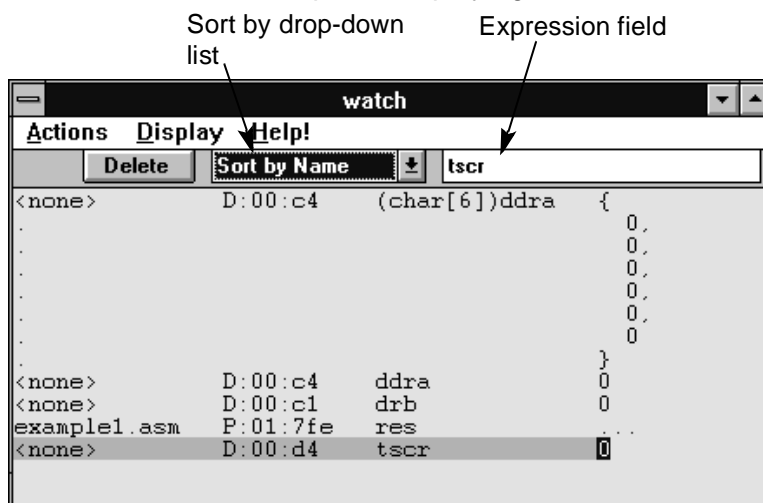 Sort by drop-down list
Expression field
watch
Actions Display Help!
Delete Sort by Name tscr
<none> D:00:c4 (char[6])ddra {
. 0,
. 0,
. 0,
. 0,
. 0,
. 0
. }
<none> D:00:c4 ddra 0
<none> D:00:c1 drb 0
example1.asm P:01:7fe res ...
<none> D:00:d4 tscr 0